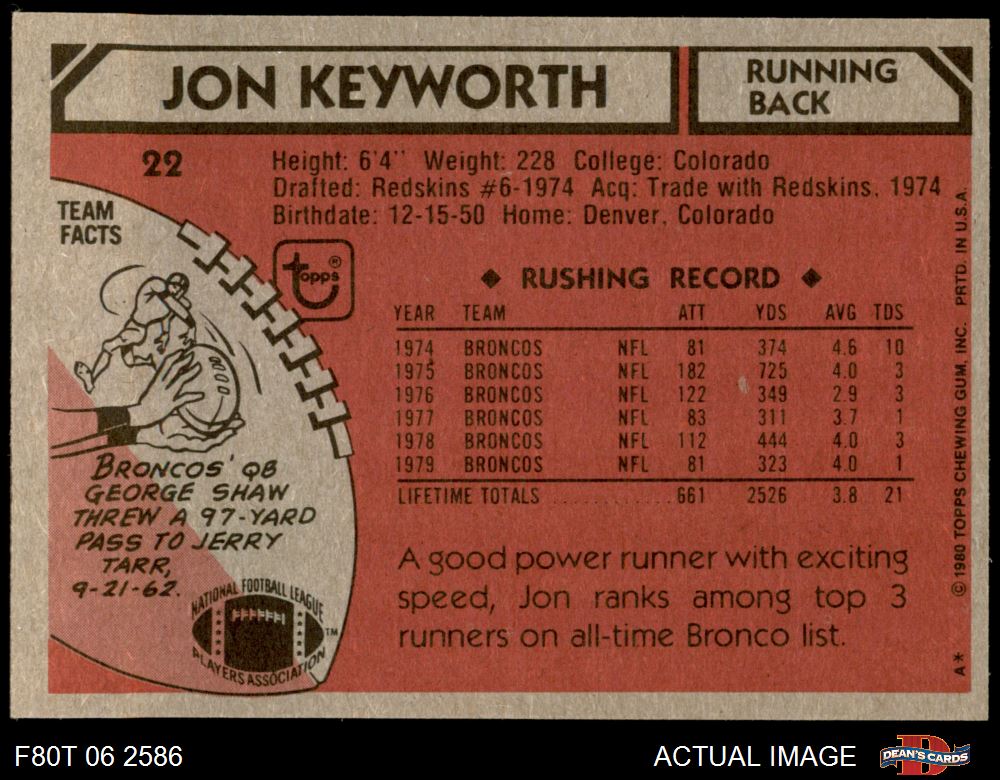 JON KEYWORTH
RUNNING
BACK
22
Height: 6'4" Weight: 228 College: Colorado
Drafted: Redskins #6-1974 Acq: Trade with Redskins, 1974
Birthdate: 12-15-50 Home: Denver, Colorado
TEAM
FACTS
topps®
◆ RUSHING RECORD ◆
YEAR TEAM ATT YDS AVG TDS
1974 BRONCOS NFL 81 374 4.6 10
1975 BRONCOS NFL 182 725 4.0 3
1976 BRONCOS NFL 122 349 2.9 3
1977 BRONCOS NFL 83 311 3.7 1
1978 BRONCOS NFL 112 444 4.0 3
1979 BRONCOS NFL 81 323 4.0 1
LIFETIME TOTALS ............ 661 2526 3.8 21
BRONCOS' QB
GEORGE SHAW
THREW A 97-YARD
PASS TO JERRY
TARR,
9-21-62.
NATIONAL FOOTBALL LEAGUE
PLAYERS ASSOCIATION
TM
A good power runner with exciting
speed, Jon ranks among top 3
runners on all-time Bronco list.
A* © 1980 TOPPS CHEWING GUM, INC. PRTD. IN U.S.A.
F80T 06 2586
ACTUAL IMAGE
D
DEAN'S CARDS